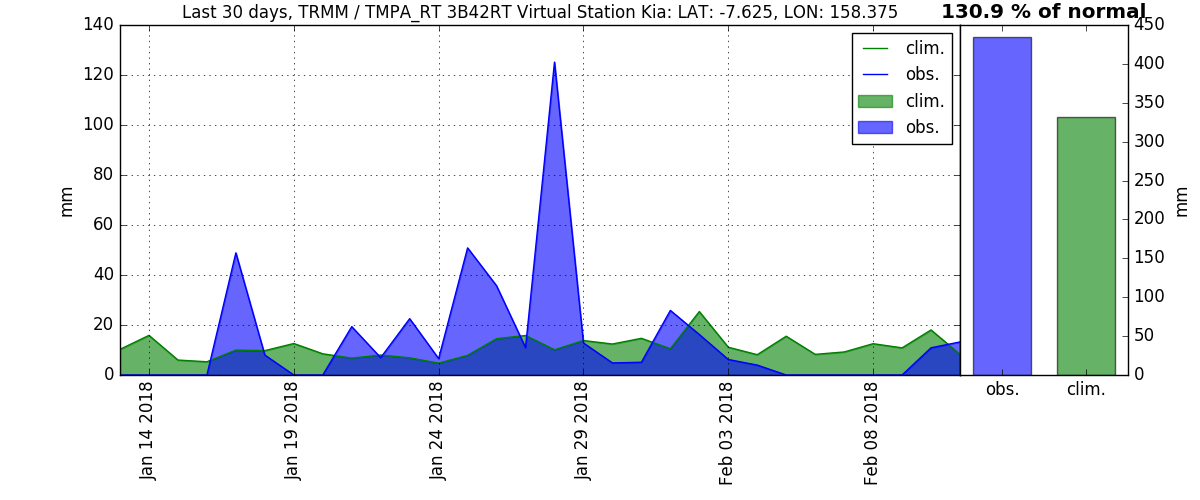 Last 30 days, TRMM / TMPA_RT 3B42RT Virtual Station Kia: LAT: -7.625, LON: 158.375
130.9 % of normal
140
120
100
80
60
40
20
0
mm
clim.
obs.
clim.
obs.
450
400
350
300
250
200
150
100
50
0
mm
Jan 14 2018
Jan 19 2018
Jan 24 2018
Jan 29 2018
Feb 03 2018
Feb 08 2018
obs.
clim.